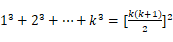 1³ + 2³ + ⋯ + k³ = [k(k+1)/2]²